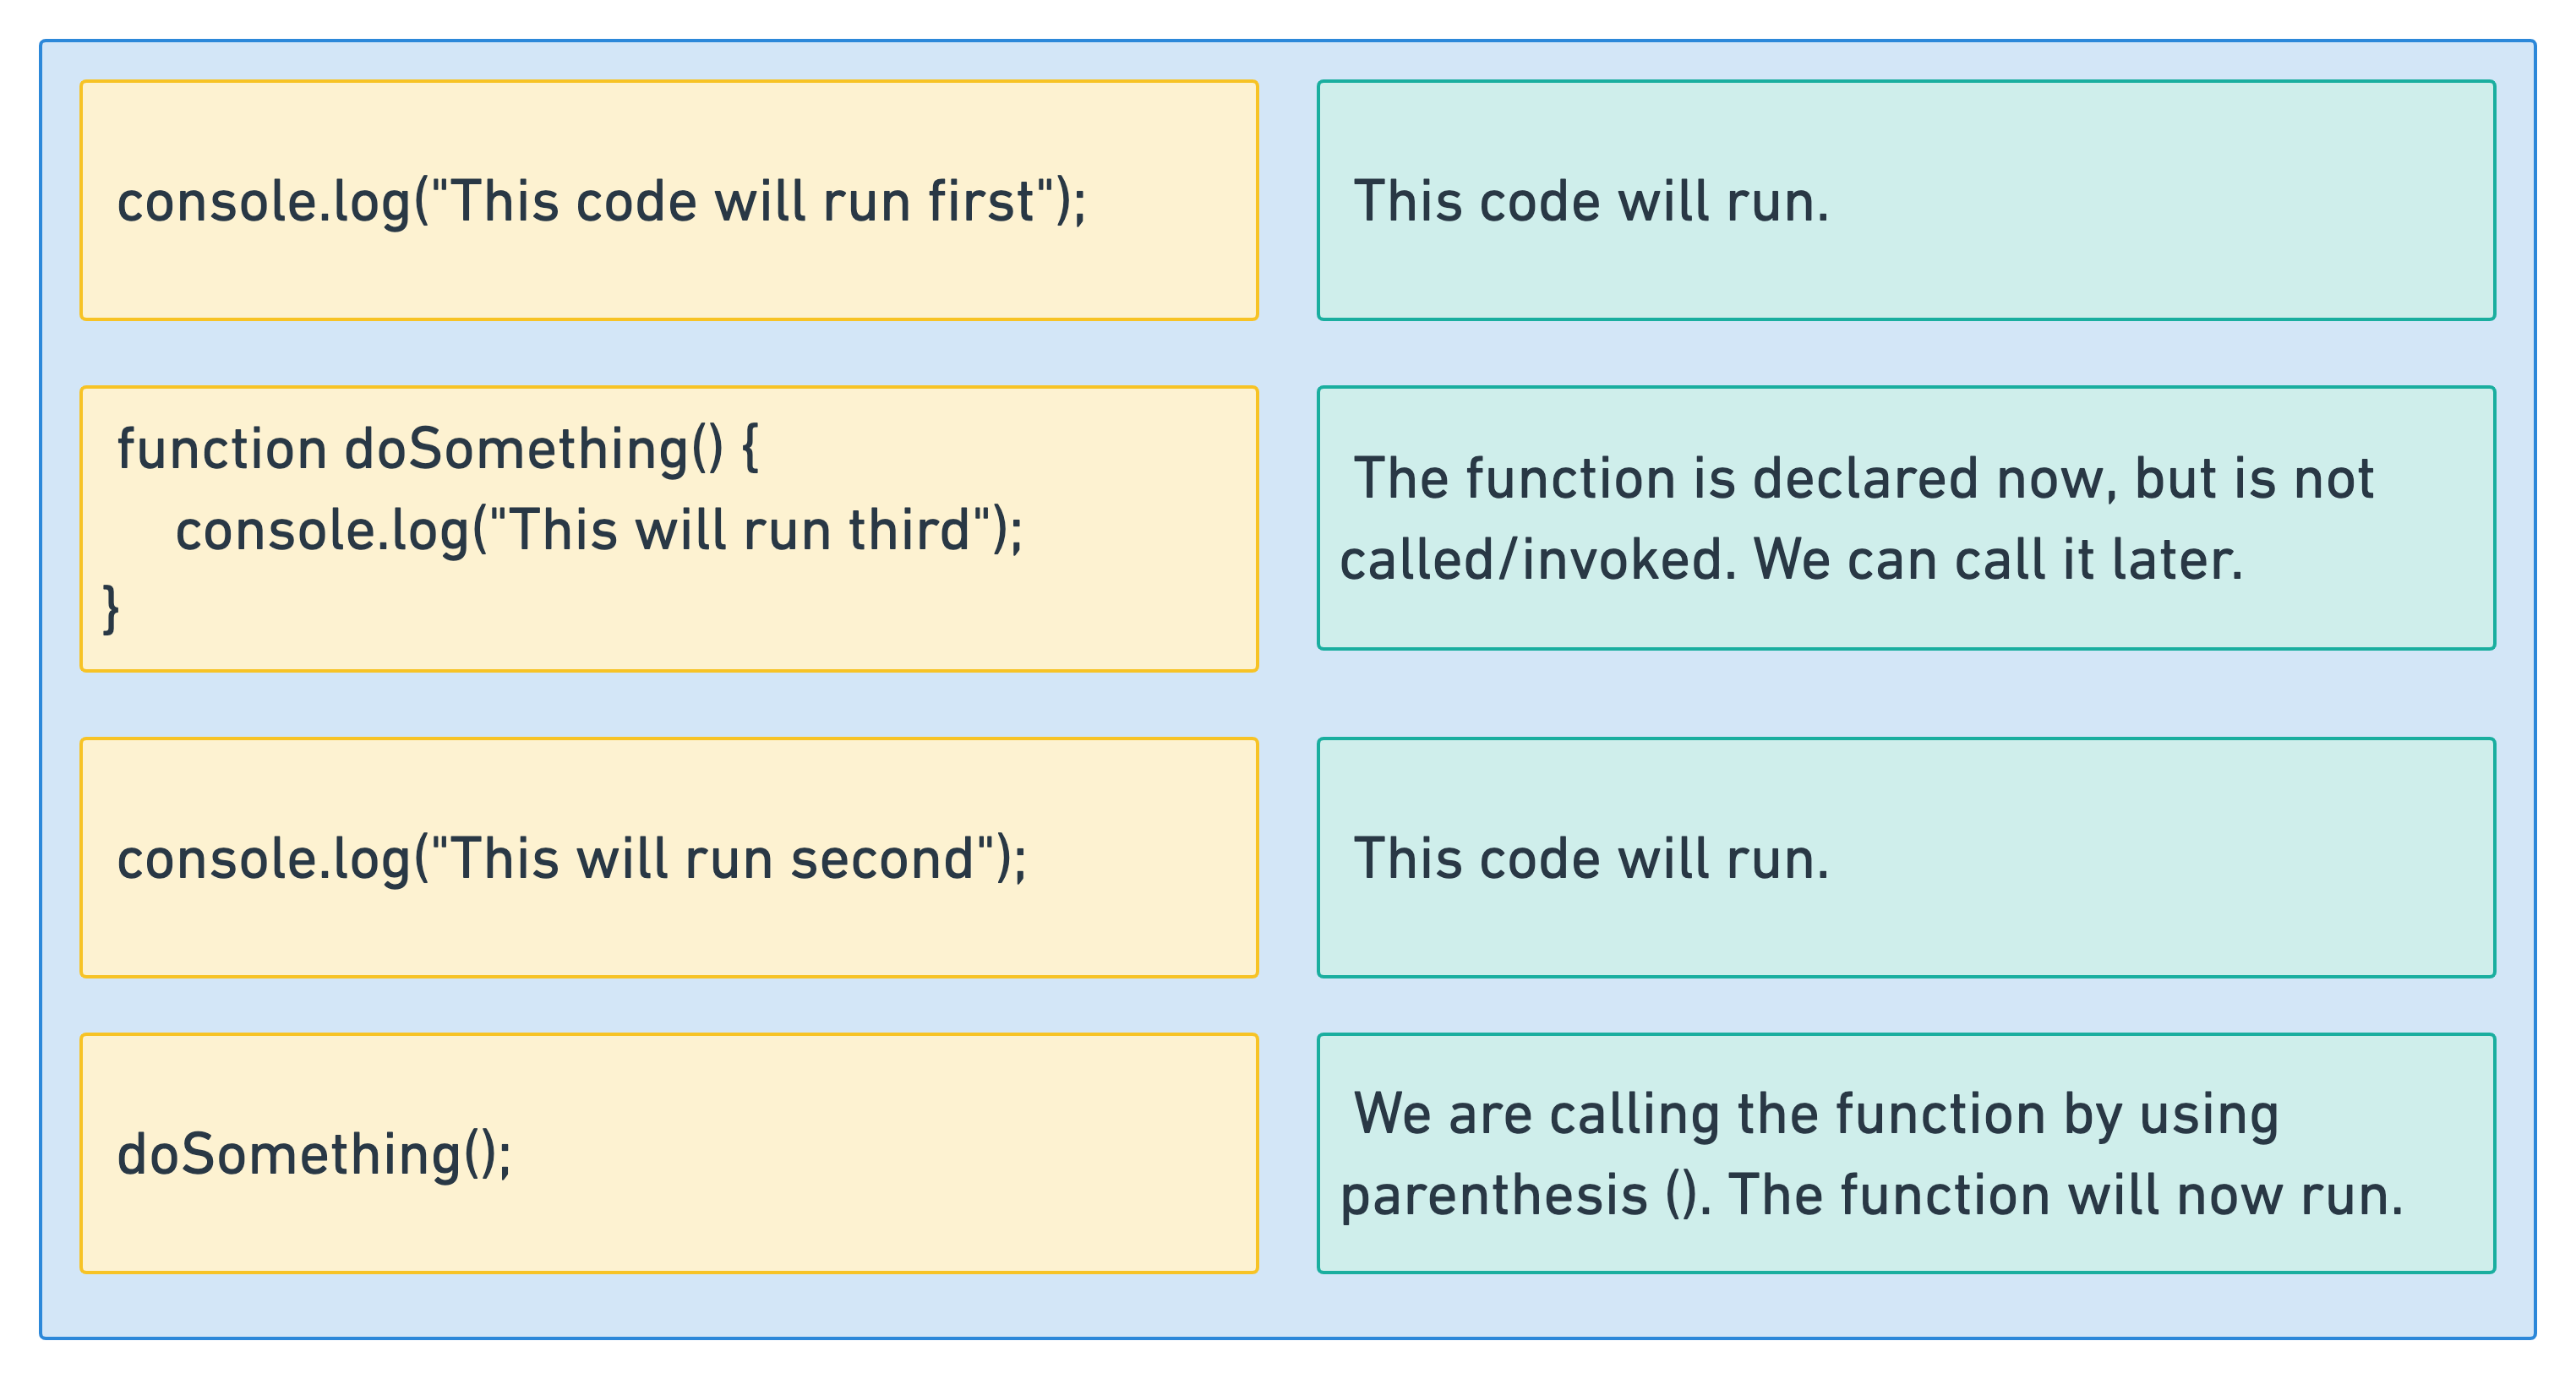 console.log("This code will run first");
This code will run.
function doSomething() {
console.log("This will run third");
}
The function is declared now, but is not
called/invoked. We can call it later.
console.log("This will run second");
This code will run.
doSomething();
We are calling the function by using
parenthesis (). The function will now run.